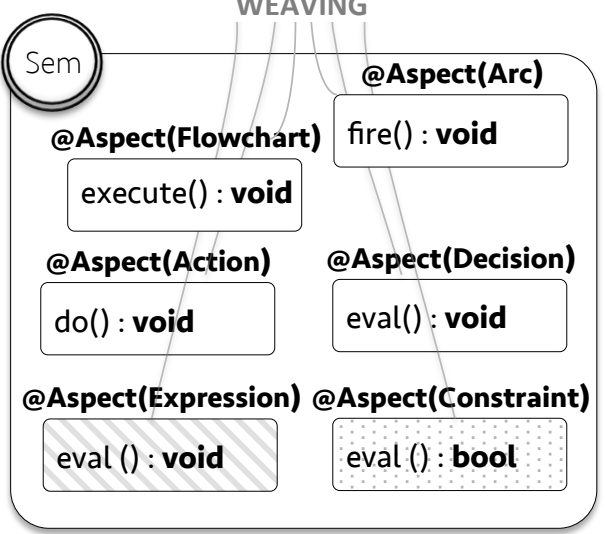 WEAVING
Sem
@Aspect(Arc)
fire() : void
@Aspect(Flowchart)
execute() : void
@Aspect(Action)
do() : void
@Aspect(Decision)
eval() : void
@Aspect(Expression)
eval () : void
@Aspect(Constraint)
eval () : bool